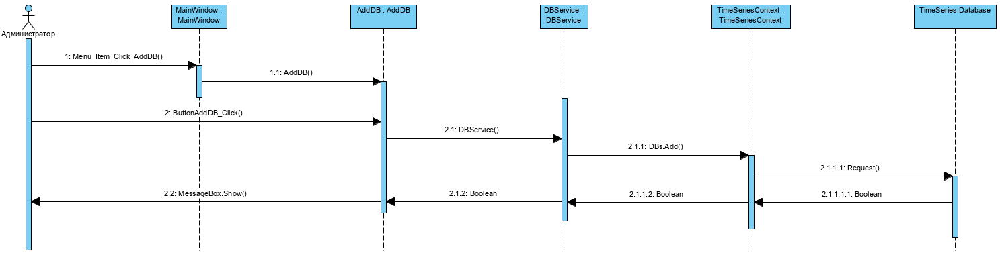 MainWindow :
MainWindow
AddDB : AddDB
DBService :
DBService
TimeSeriesContext :
TimeSeriesContext
TimeSeries Database
Администратор
1: Menu_Item_Click_AddDB()
1.1: AddDB()
2: ButtonAddDB_Click()
2.1: DBService()
2.1.1: DBs.Add()
2.1.1.1: Request()
2.2: MessageBox.Show()
2.1.2: Boolean
2.1.1.2: Boolean
2.1.1.1.1: Boolean